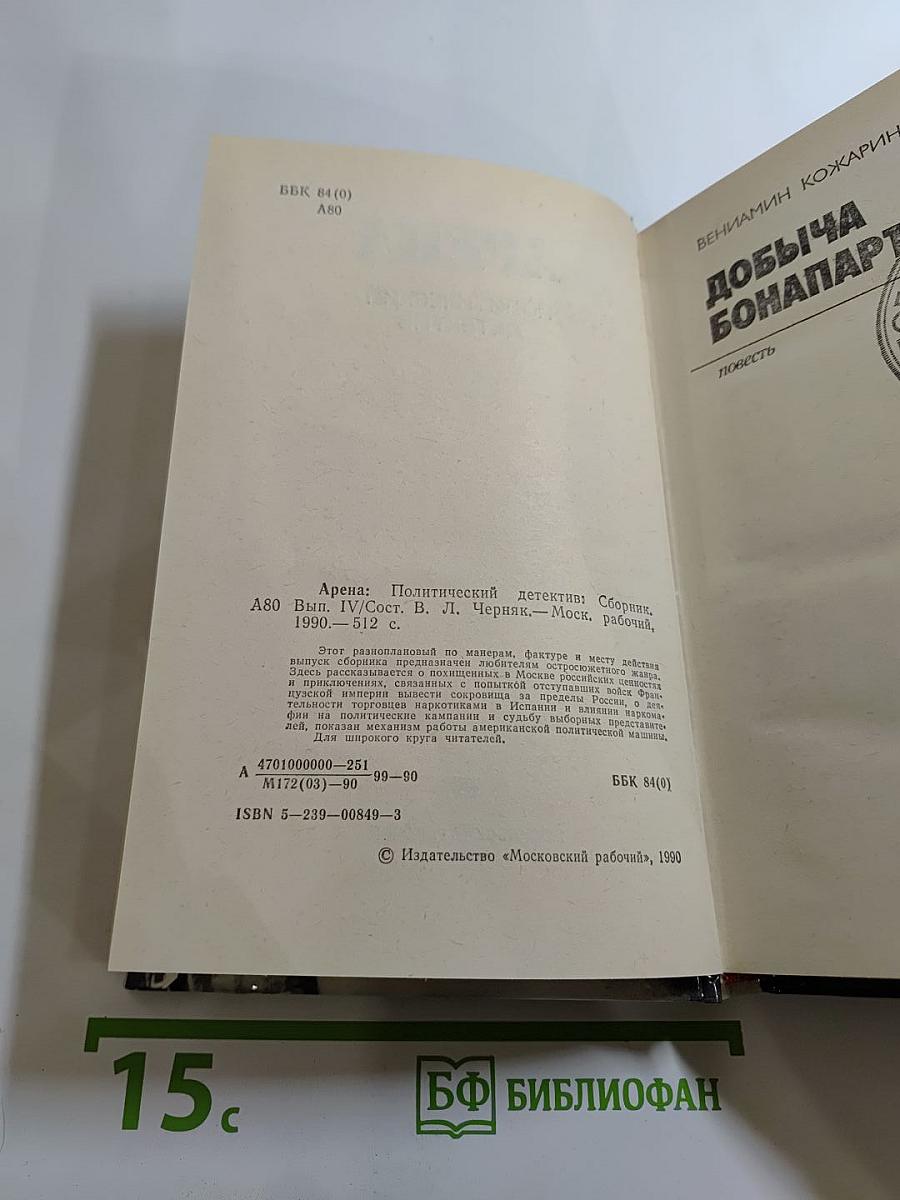 ББК 84(0)
А80
Арена: Политический детектив: Сборник.
А80 Вып. IV/Сост. В. Л. Черняк.— Моск. рабочий,
1990.— 512 с.
Этот разноплановый по манерам, фактуре и месту действия
выпуск сборника предназначен любителям остросюжетного жанра.
Здесь рассказывается о похищенных в Москве российских ценностях
и приключениях, связанных с попыткой отступавших войск Фран-
цузской империи вывести сокровища за пределы России, о дея-
тельности торговцев наркотиками в Испании и влиянии наркома-
фии на политические кампании и судьбу выборных представите-
лей, показан механизм работы американской политической машины.
Для широкого круга читателей.
А 4701000000—251
М172(03)—90 99—90
ББК 84(0)
ISBN 5—239—00849—3
© Издательство «Московский рабочий», 1990
ВЕНИАМИН КОЖАРИН
ДОБЫЧА
БОНАПАРТ
повесть
15 с
БФ БИБЛИОФАН